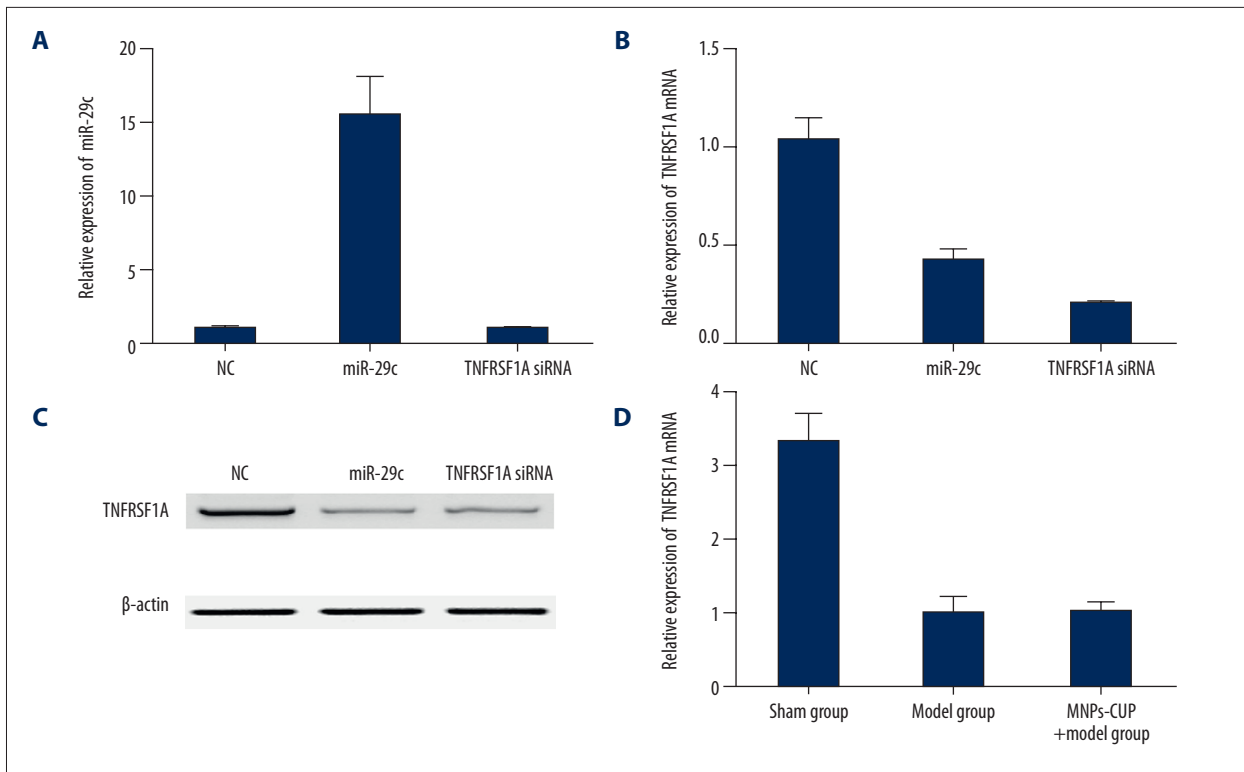 A
Relative expression of miR-29c
20
15
10
5
0
NC miR-29c TNFRSF1A siRNA
B
Relative expression of TNFRSF1A mRNA
1.5
1.0
0.5
0.0
NC miR-29c TNFRSF1A siRNA
C
NC miR-29c TNFRSF1A siRNA
TNFRSF1A
β-actin
D
Relative expression of TNFRSF1A mRNA
4
3
2
1
0
Sham group Model group MNPs-CUP
+model group